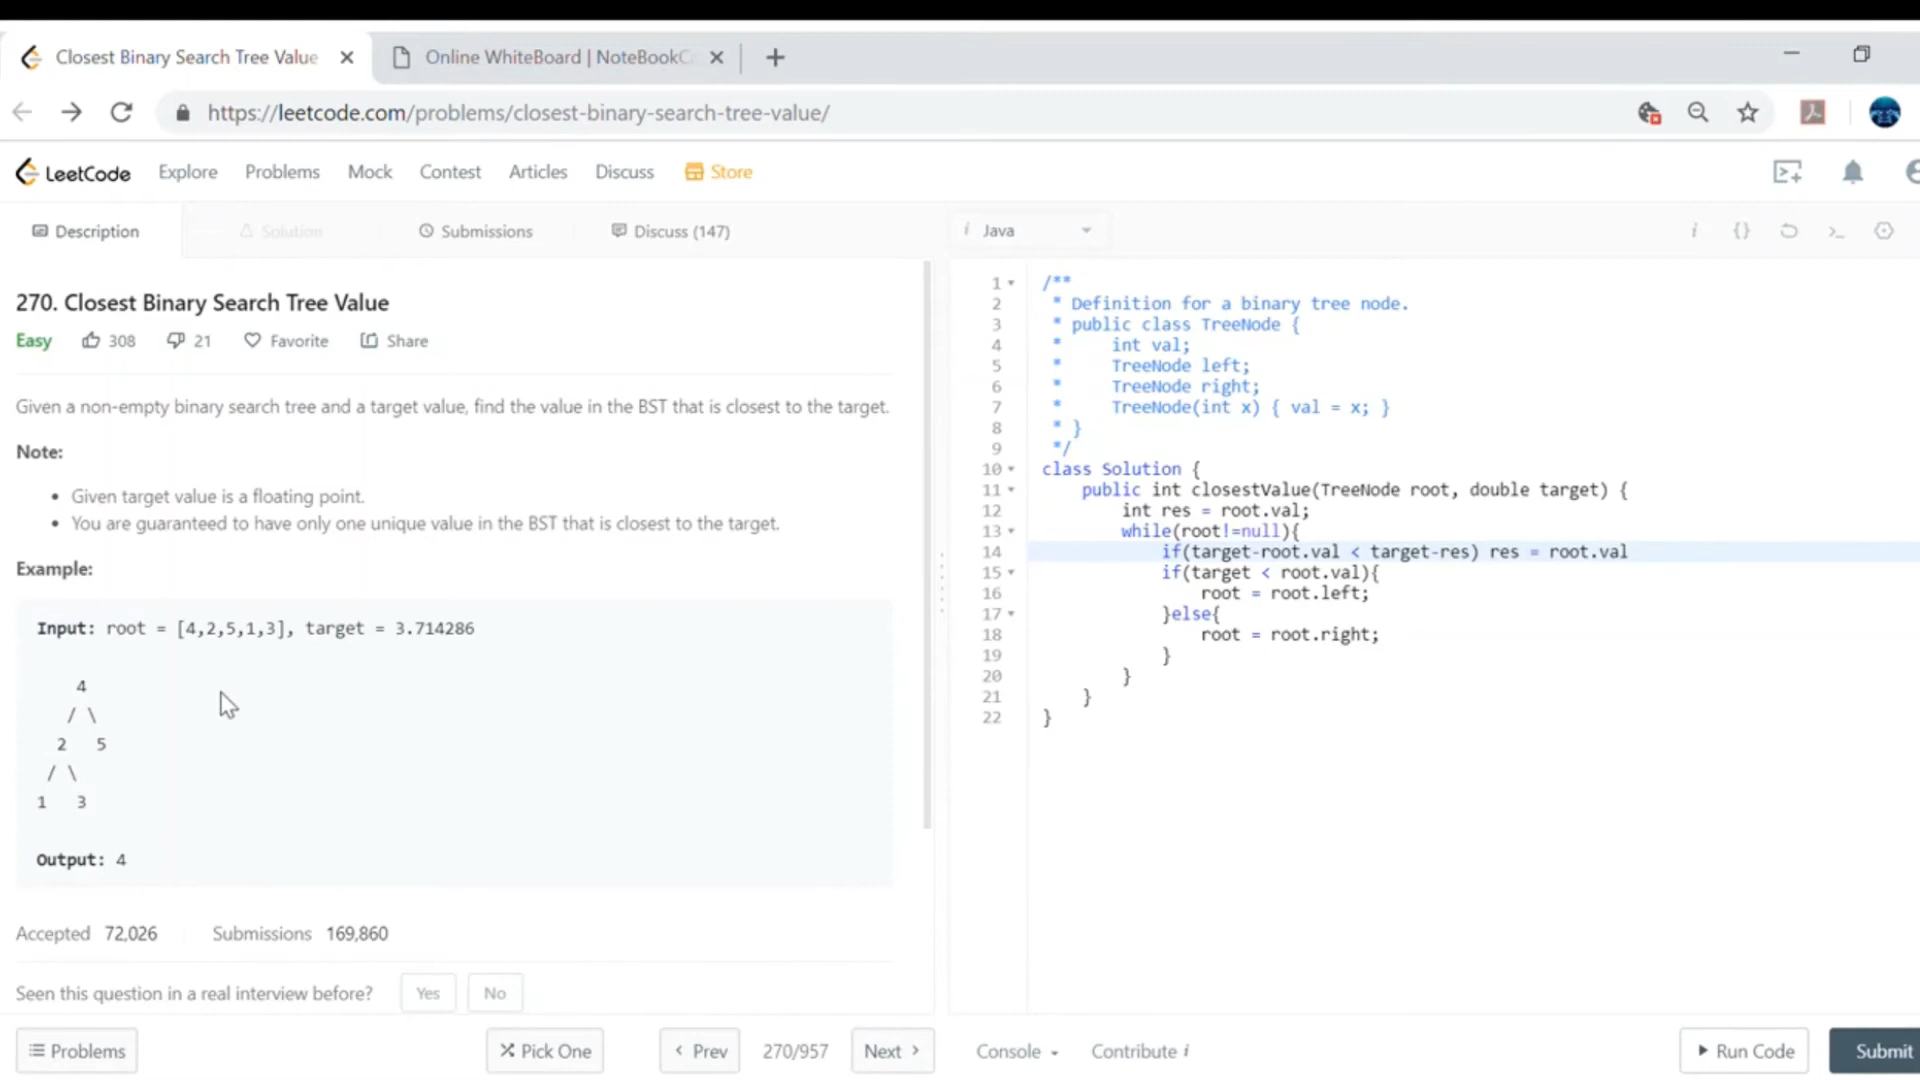 Closest Binary Search Tree Value
Online WhiteBoard | NoteBookC
https://leetcode.com/problems/closest-binary-search-tree-value/
LeetCode Explore Problems Mock Contest Articles Discuss Store
Description Solution Submissions Discuss (147)
i Java
270. Closest Binary Search Tree Value
Easy 308 21 Favorite Share
Given a non-empty binary search tree and a target value, find the value in the BST that is closest to the target.
Note:
• Given target value is a floating point.
• You are guaranteed to have only one unique value in the BST that is closest to the target.
Example:
Input: root = [4,2,5,1,3], target = 3.714286
4
/ \
2 5
/ \
1 3
Output: 4
Accepted 72,026 Submissions 169,860
Seen this question in a real interview before? Yes No
Problems Pick One Prev 270/957 Next
i {} >_
1 /**
2 * Definition for a binary tree node.
3 * public class TreeNode {
4 * int val;
5 * TreeNode left;
6 * TreeNode right;
7 * TreeNode(int x) { val = x; }
8 * }
9 */
10 class Solution {
11 public int closestValue(TreeNode root, double target) {
12 int res = root.val;
13 while(root!=null){
14 if(target-root.val < target-res) res = root.val
15 if(target < root.val){
16 root = root.left;
17 }else{
18 root = root.right;
19 }
20 }
21 }
22 }
Console Contribute i Run Code Submit